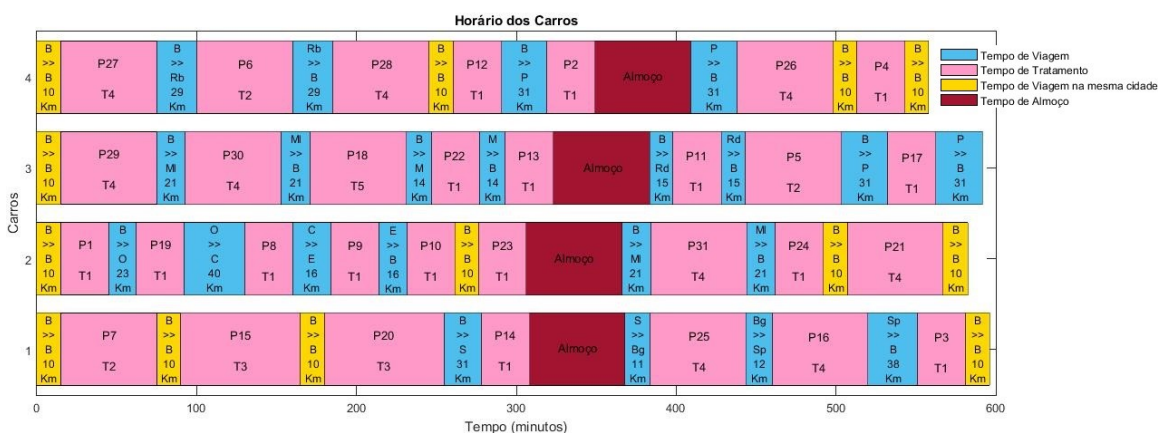 Horário dos Carros
Carros
4
B >> B 10 Km
P27 T4
B >> Rb 29 Km
P6 T2
Rb >> B 29 Km
P28 T4
B >> B 10 Km
P12 T1
B >> P 31 Km
P2 T1
Almoço
P >> B 31 Km
P26 T4
B >> B 10 Km
P4 T1
B >> B 10 Km
Tempo de Viagem
Tempo de Tratamento
Tempo de Viagem na mesma cidade
Tempo de Almoço
3
B >> B 10 Km
P29 T4
B >> Ml 21 Km
P30 T4
Ml >> B 21 Km
P18 T5
B >> M 14 Km
P22 T1
M >> B 14 Km
P13 T1
Almoço
B >> Rd 15 Km
P11 T1
Rd >> B 15 Km
P5 T2
B >> P 31 Km
P17 T1
P >> B 31 Km
2
B >> B 10 Km
P1 T1
B >> O 23 Km
P19 T1
O >> C 40 Km
P8 T1
C >> E 16 Km
P9 T1
E >> B 16 Km
P10 T1
B >> B 10 Km
P23 T1
Almoço
B >> Ml 21 Km
P31 T4
Ml >> B 21 Km
P24 T1
B >> B 10 Km
P21 T4
B >> B 10 Km
1
B >> B 10 Km
P7 T2
B >> B 10 Km
P15 T3
B >> B 10 Km
P20 T3
B >> S 31 Km
P14 T1
Almoço
S >> Bg 11 Km
P25 T4
Bg >> Sp 12 Km
P16 T4
Sp >> B 38 Km
P3 T1
B >> B 10 Km
0 100 200 300 400 500 600
Tempo (minutos)